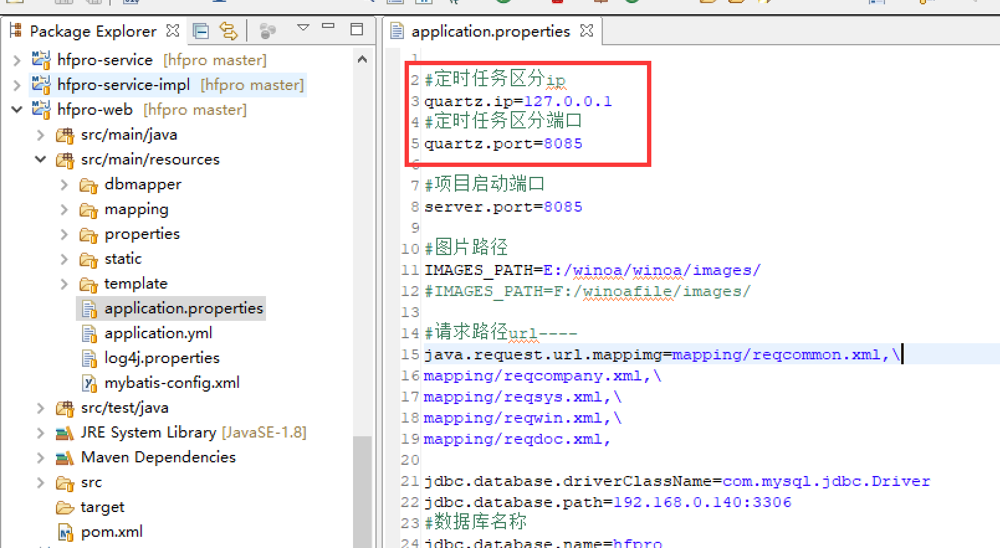 Package Explorer
hfpro-service [hfpro master]
hfpro-service-impl [hfpro master]
hfpro-web [hfpro master]
src/main/java
src/main/resources
dbmapper
mapping
properties
static
template
application.properties
application.yml
log4j.properties
mybatis-config.xml
src/test/java
JRE System Library [JavaSE-1.8]
Maven Dependencies
src
target
pom.xml
application.properties
1
2 #定时任务区分ip
3 quartz.ip=127.0.0.1
4 #定时任务区分端口
5 quartz.port=8085
6
7 #项目启动端口
8 server.port=8085
9
10 #图片路径
11 IMAGES_PATH=E:/winoa/winoa/images/
12 #IMAGES_PATH=F:/winoafile/images/
13
14 #请求路径url----
15 java.request.url.mappimg=mapping/reqcommon.xml,\
16 mapping/reqcompany.xml,\
17 mapping/reqsys.xml,\
18 mapping/reqwin.xml,\
19 mapping/reqdoc.xml,
20
21 jdbc.database.driverClassName=com.mysql.jdbc.Driver
22 jdbc.database.path=192.168.0.140:3306
23 #数据库名称
24 jdbc.database.name=hfpro